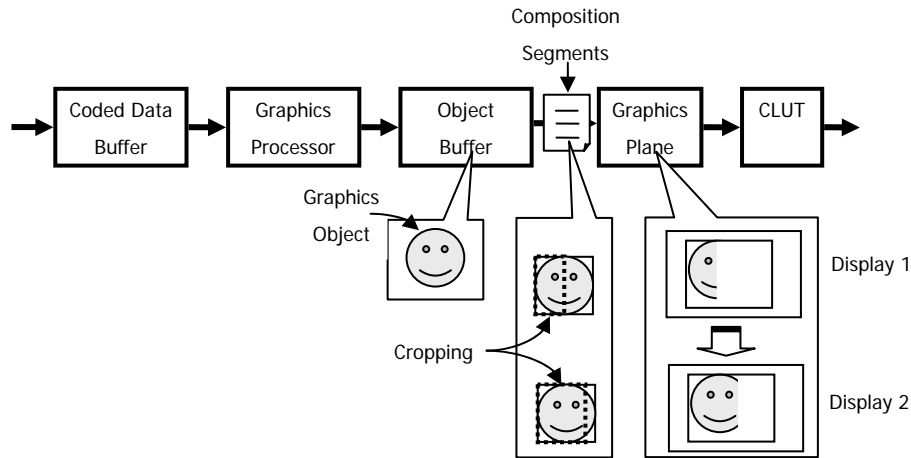 Composition
Segments
Coded Data
Buffer
Graphics
Processor
Object
Buffer
Graphics
Plane
CLUT
Graphics
Object
Cropping
Display 1
Display 2